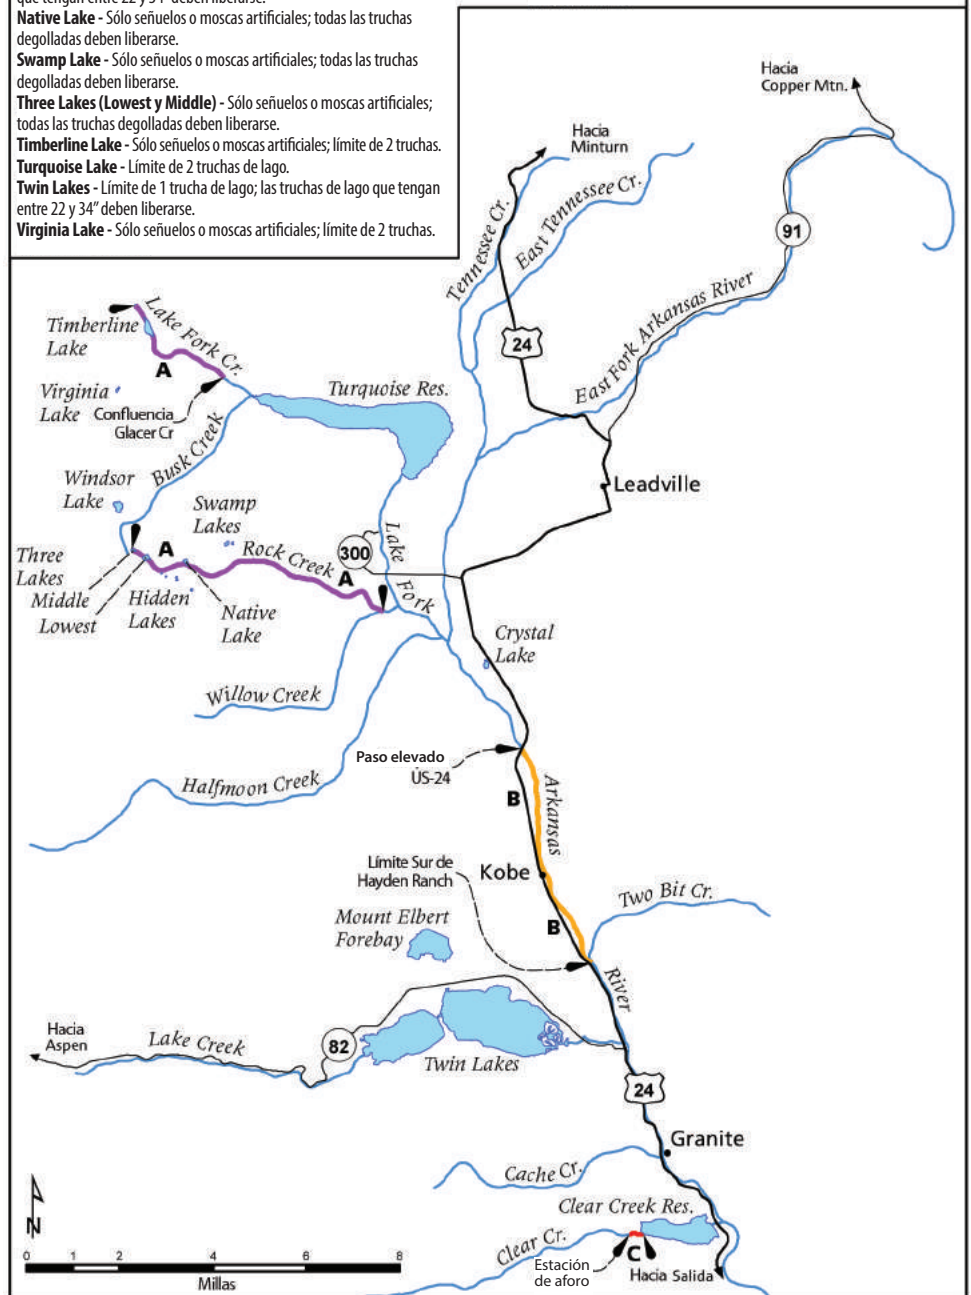 que tengan entre 22 y 34" deben liberarse.
Native Lake - Sólo señuelos o moscas artificiales; todas las truchas
degolladas deben liberarse.
Swamp Lake - Sólo señuelos o moscas artificiales; todas las truchas
degolladas deben liberarse.
Three Lakes (Lowest y Middle) - Sólo señuelos o moscas artificiales;
todas las truchas degolladas deben liberarse.
Timberline Lake - Sólo señuelos o moscas artificiales; límite de 2 truchas.
Turquoise Lake - Límite de 2 truchas de lago.
Twin Lakes - Límite de 1 trucha de lago; las truchas de lago que tengan
entre 22 y 34" deben liberarse.
Virginia Lake - Sólo señuelos o moscas artificiales; límite de 2 truchas.
Hacia
Copper Mtn.
Hacia
Minturn
Tennessee Cr.
East Tennessee Cr.
91
24
East Fork Arkansas River
Lake Fork Cr.
Timberline
Lake
A
Virginia
Lake
Confluencia
Glacer Cr
Turquoise Res.
Busk Creek
Leadville
Windsor
Lake
Swamp
Lakes
Three
Lakes
Middle
Lowest
A
Hidden
Lakes
Native
Lake
Rock Creek
A
300
Lake
Fork
Crystal
Lake
Willow Creek
Halfmoon Creek
Paso elevado
US-24
B
Arkansas
Límite Sur de
Hayden Ranch
Kobe
B
Two Bit Cr.
Mount Elbert
Forebay
River
Hacia
Aspen
Lake Creek
82
Twin Lakes
24
Granite
Cache Cr.
Clear Creek Res.
Clear Cr.
C
Estación
de aforo
Hacia Salida
N
0 1 2 4 6 8
Millas